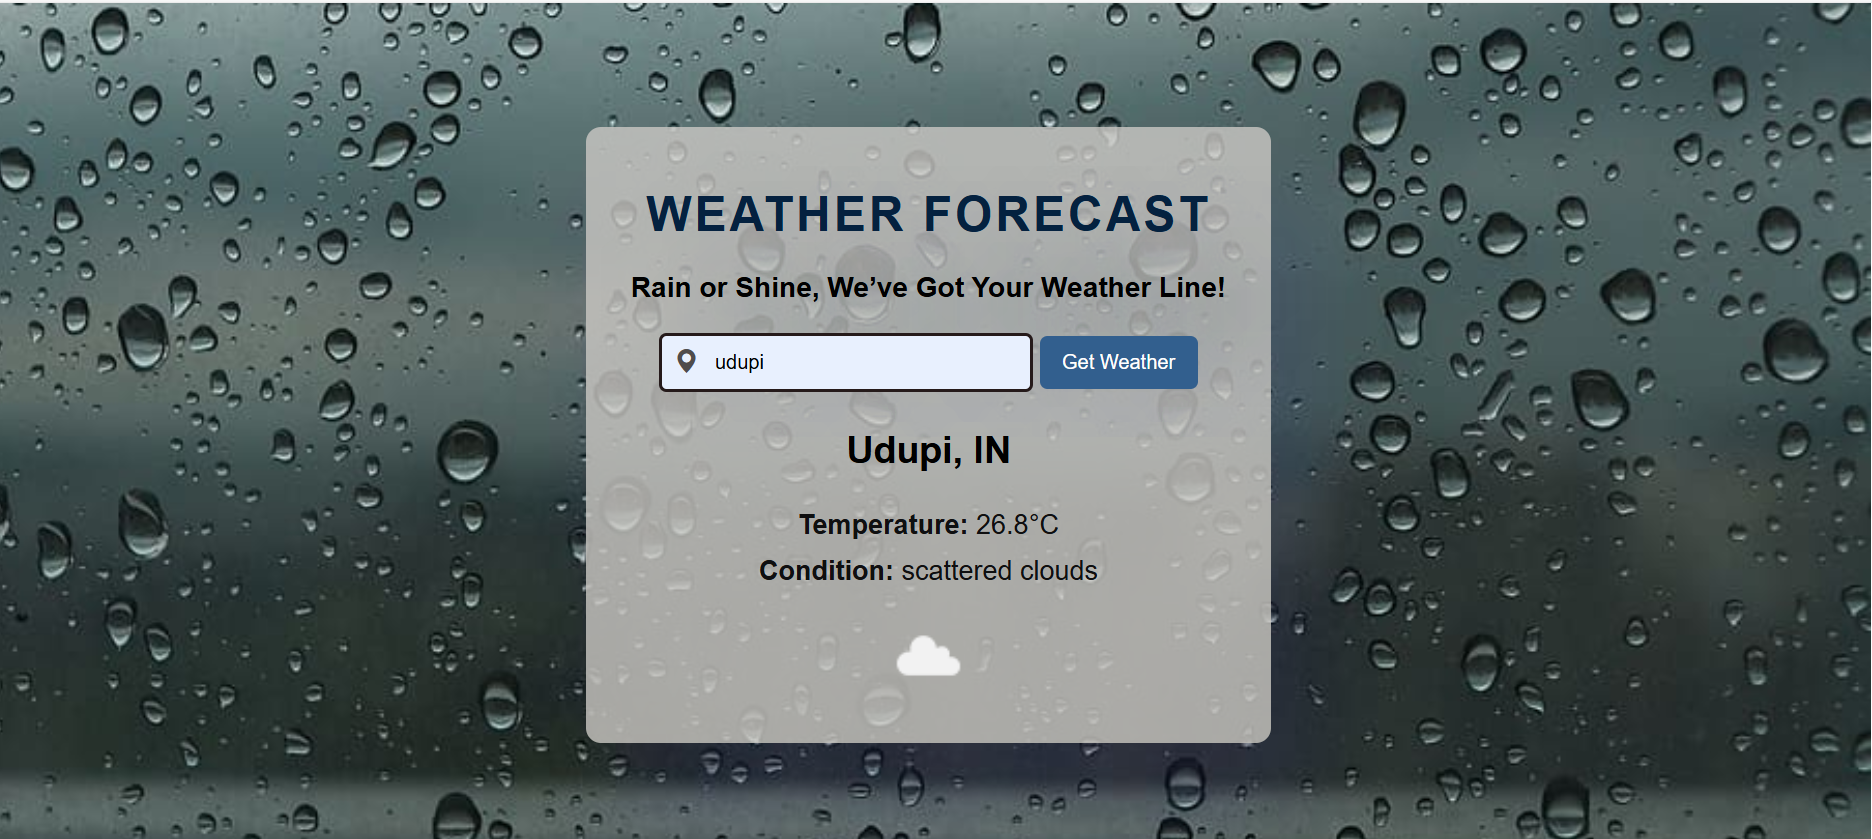 WEATHER FORECAST
Rain or Shine, We’ve Got Your Weather Line!
udupi
Get Weather
Udupi, IN
Temperature: 26.8°C
Condition: scattered clouds